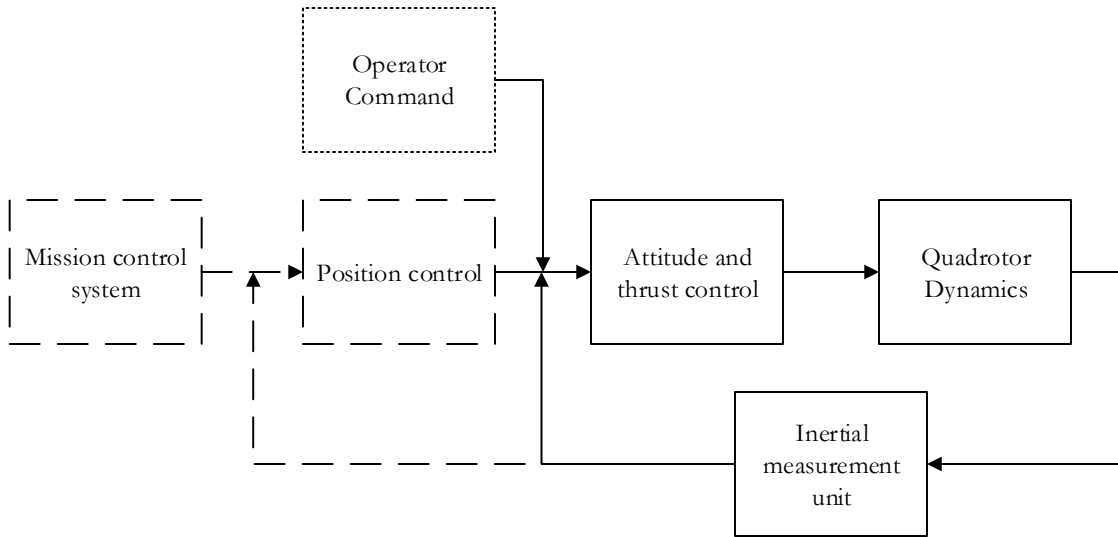 Operator
Command
Mission control
system
Position control
Attitude and
thrust control
Quadrotor
Dynamics
Inertial
measurement
unit